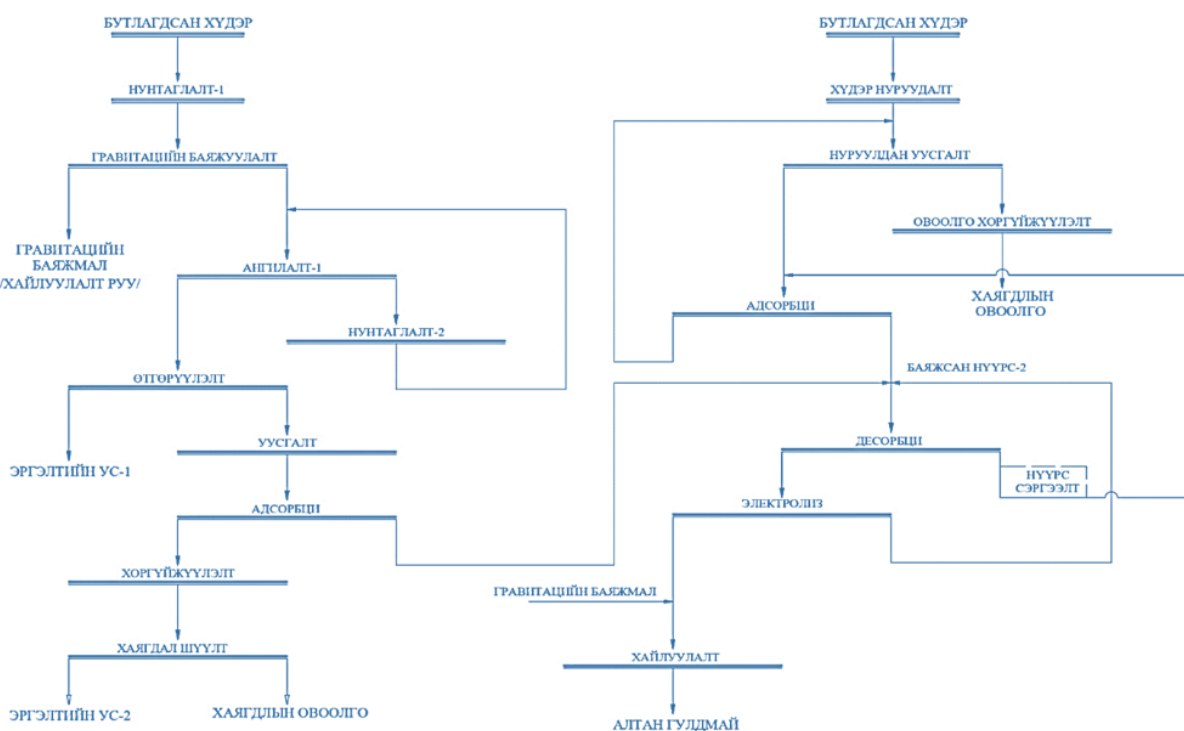 БУТЛАГДСАН ХҮДЭР
НУНТАГЛАЛТ-1
ГРАВИТАЦИЙН БАЯЖУУЛАЛТ
ГРАВИТАЦИЙН
БАЯЖМАЛ
/ХАЙЛУУЛАЛТ РУУ/
АНГИЛАЛТ-1
НУНТАГЛАЛТ-2
ӨТГӨРҮҮЛЭЛТ
ЭРГЭЛТИЙН УС-1
УУСГАЛТ
АДСОРБЦИ
ХОРГҮЙЖҮҮЛЭЛТ
ХАЯГДАЛ ШҮҮЛТ
ЭРГЭЛТИЙН УС-2
ХАЯГДЛЫН ОВООЛГО
БУТЛАГДСАН ХҮДЭР
ХҮДЭР НУРУУДАЛТ
НУРУУЛДАН УУСГАЛТ
ОВООЛГО ХОРГҮЙЖҮҮЛЭЛТ
ХАЯГДЛЫН
ОВООЛГО
АДСОРБЦИ
БАЯЖСАН НҮҮРС-2
ДЕСОРБЦИ
НҮҮРС
СЭРГЭЭЛТ
ЭЛЕКТРОЛИЗ
ГРАВИТАЦИЙН БАЯЖМАЛ
ХАЙЛУУЛАЛТ
АЛТАН ГУЛДМАЙ